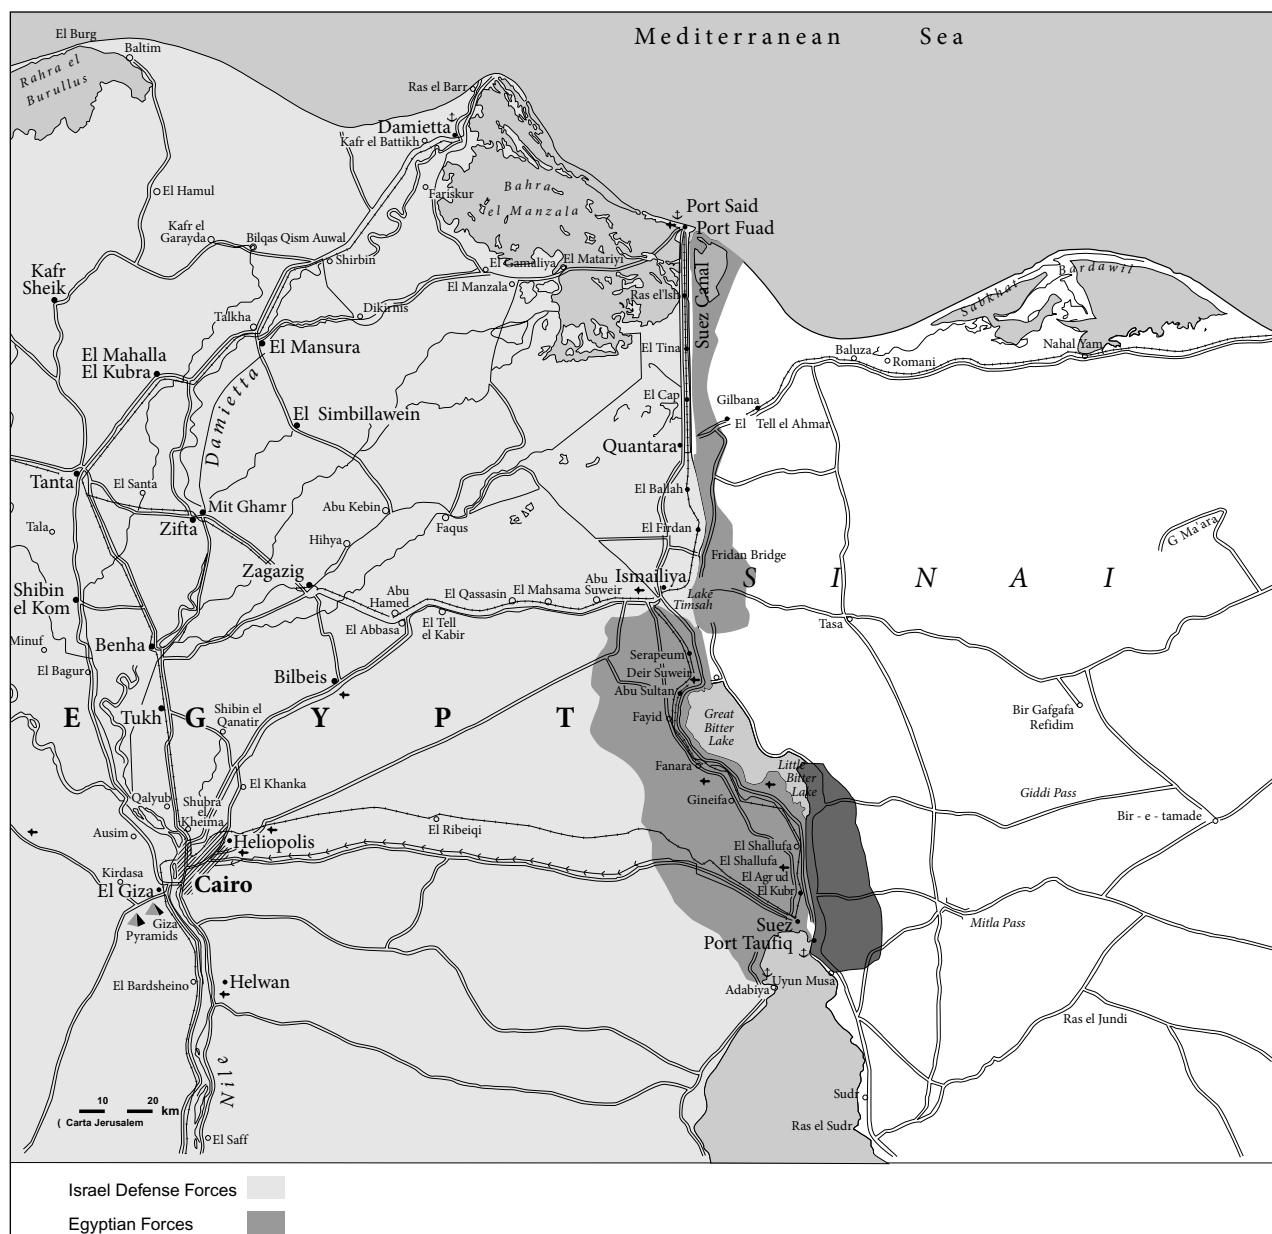 Mediterranean Sea
El Burg
Baltim
Rahra el
Burullus
Ras el Barr
Damietta
Kafr el Battikh
El Hamul
Fariskur
Bahra
el Manzala
Port Said
Port Fuad
Kafr el
Garayda
Bilqas Qism Auwal
Shirbin
El Gamaliya
El Matariyi
El Manzala
Kafr
Sheik
Ras el'Ish
Suez Canal
Sabkhal
Bardawil
Talkha
Dikirnis
El Mansura
El Tina
Baluza
Romani
Nahal Yam
El Mahalla
El Kubra
Damietta
El Cap
Gilbana
El Tell el Ahmar
El Simbillawein
Quantara
Tanta
El Santa
El Ballah
Mit Ghamr
Abu Kebin
Zifta
Faqus
Tala
El Firdan
G Ma'ara
Hihya
Fridan Bridge
Zagazig
Ismailiya
SINAI
Shibin
el Kom
Abu
Hamed
El Qassasin
El Mahsama
Abu
Suweir
Lake
Timsah
El Abbasa
El Tell
el Kabir
Tasa
Minuf
Benha
Serapeum
El Bagur
Bilbeis
Deir Suweir
Abu Sultan
EGYPT
Tukh
Shibin el
Qanatir
Fayid
Great
Bitter
Lake
Bir Gafgafa
Refidim
Fanara
Little
Bitter
Lake
El Khanka
Qalyub
Shubra
el
Kheima
Gineifa
Giddi Pass
Bir - e - tamade
Ausim
El Ribeiqi
Heliopolis
El Shallufa
El Shallufa
Kirdasa
El Giza
Cairo
El Agr ud
El Kubr
Giza
Pyramids
Suez
Port Taufiq
Mitla Pass
El Bardsheino
Helwan
Adabiya
Uyun Musa
Ras el Jundi
Nile
Sudr
10 20 km
( Carta Jerusalem
Ras el Sudr
El Saff
Israel Defense Forces
Egyptian Forces